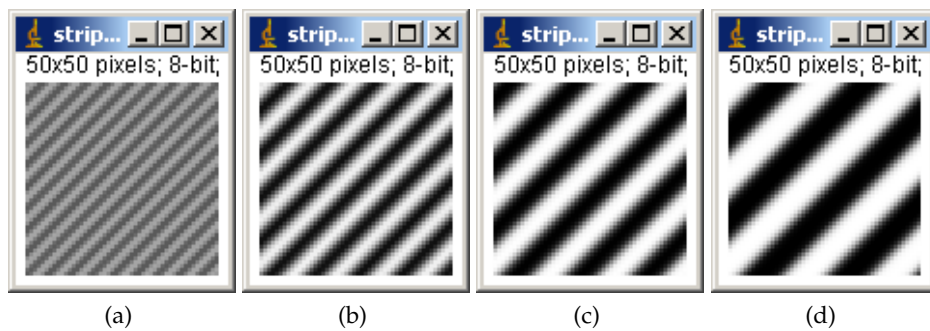 strip...
50x50 pixels; 8-bit;
strip...
50x50 pixels; 8-bit;
strip...
50x50 pixels; 8-bit;
strip...
50x50 pixels; 8-bit;
(a)
(b)
(c)
(d)